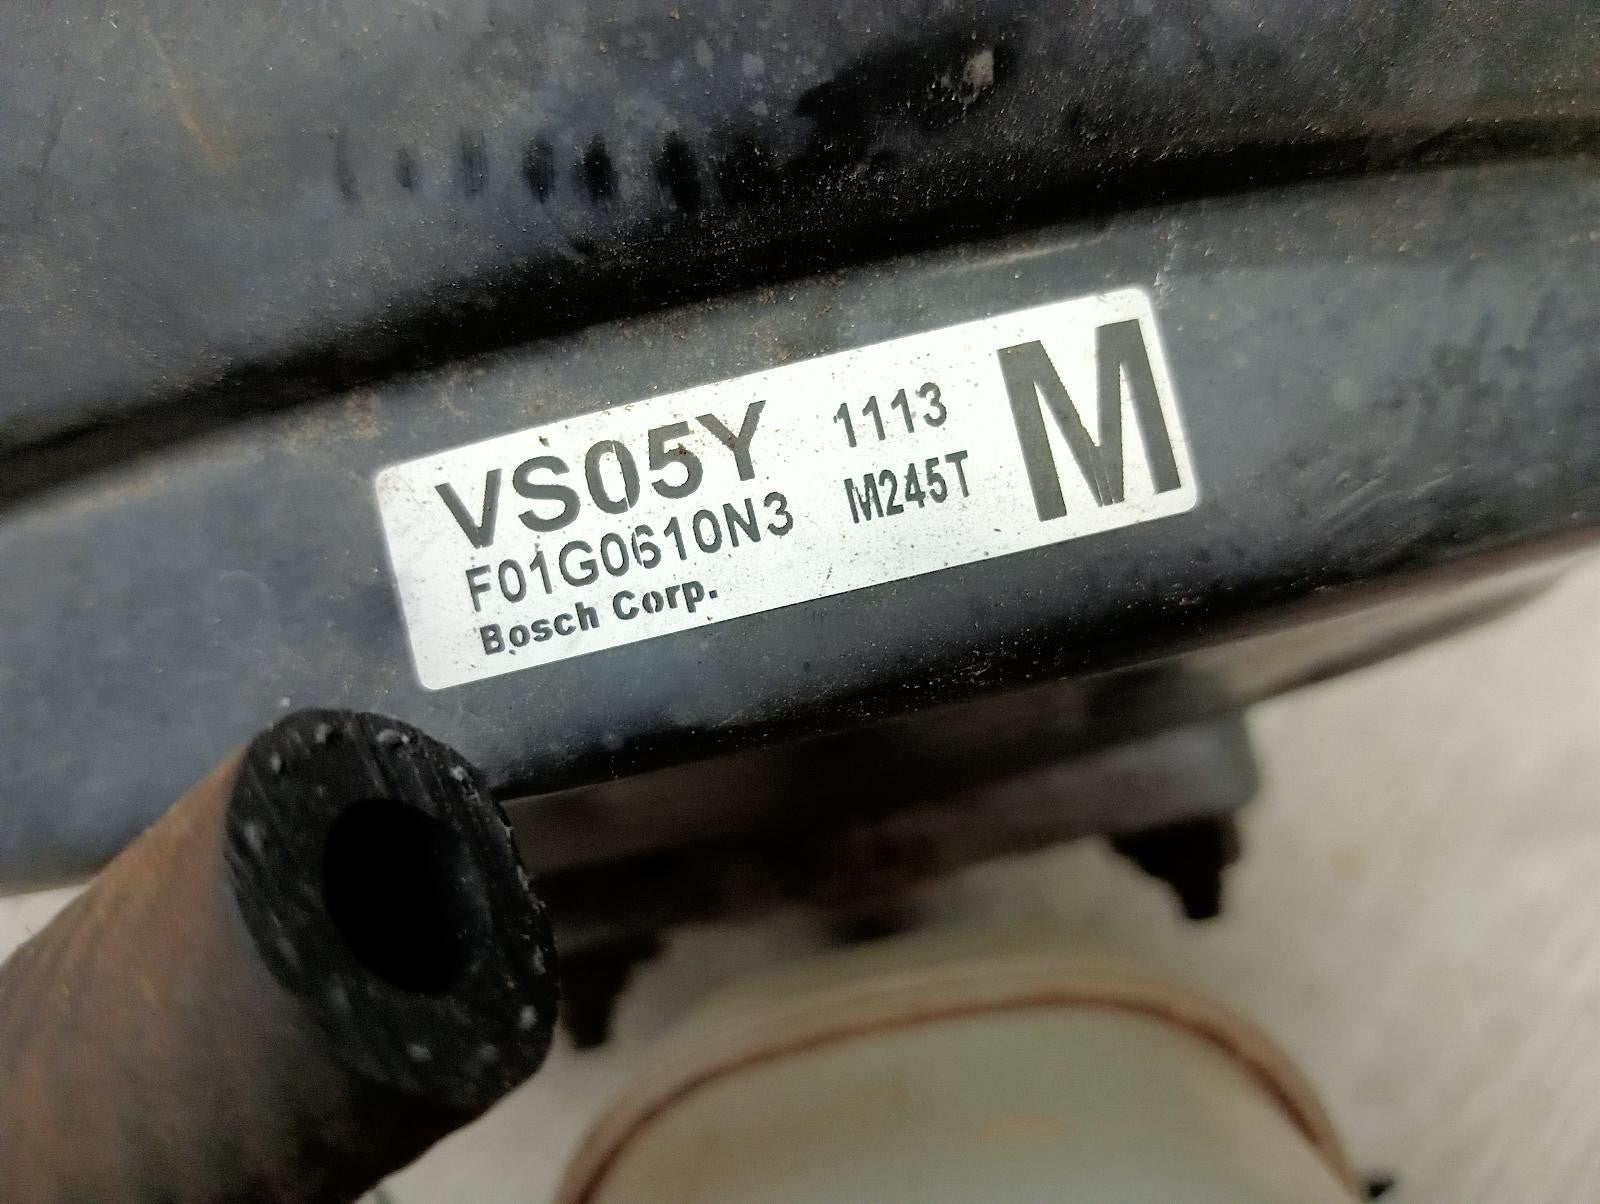 VS05Y 1113 M
F01G0610N3 M245T
Bosch Corp.